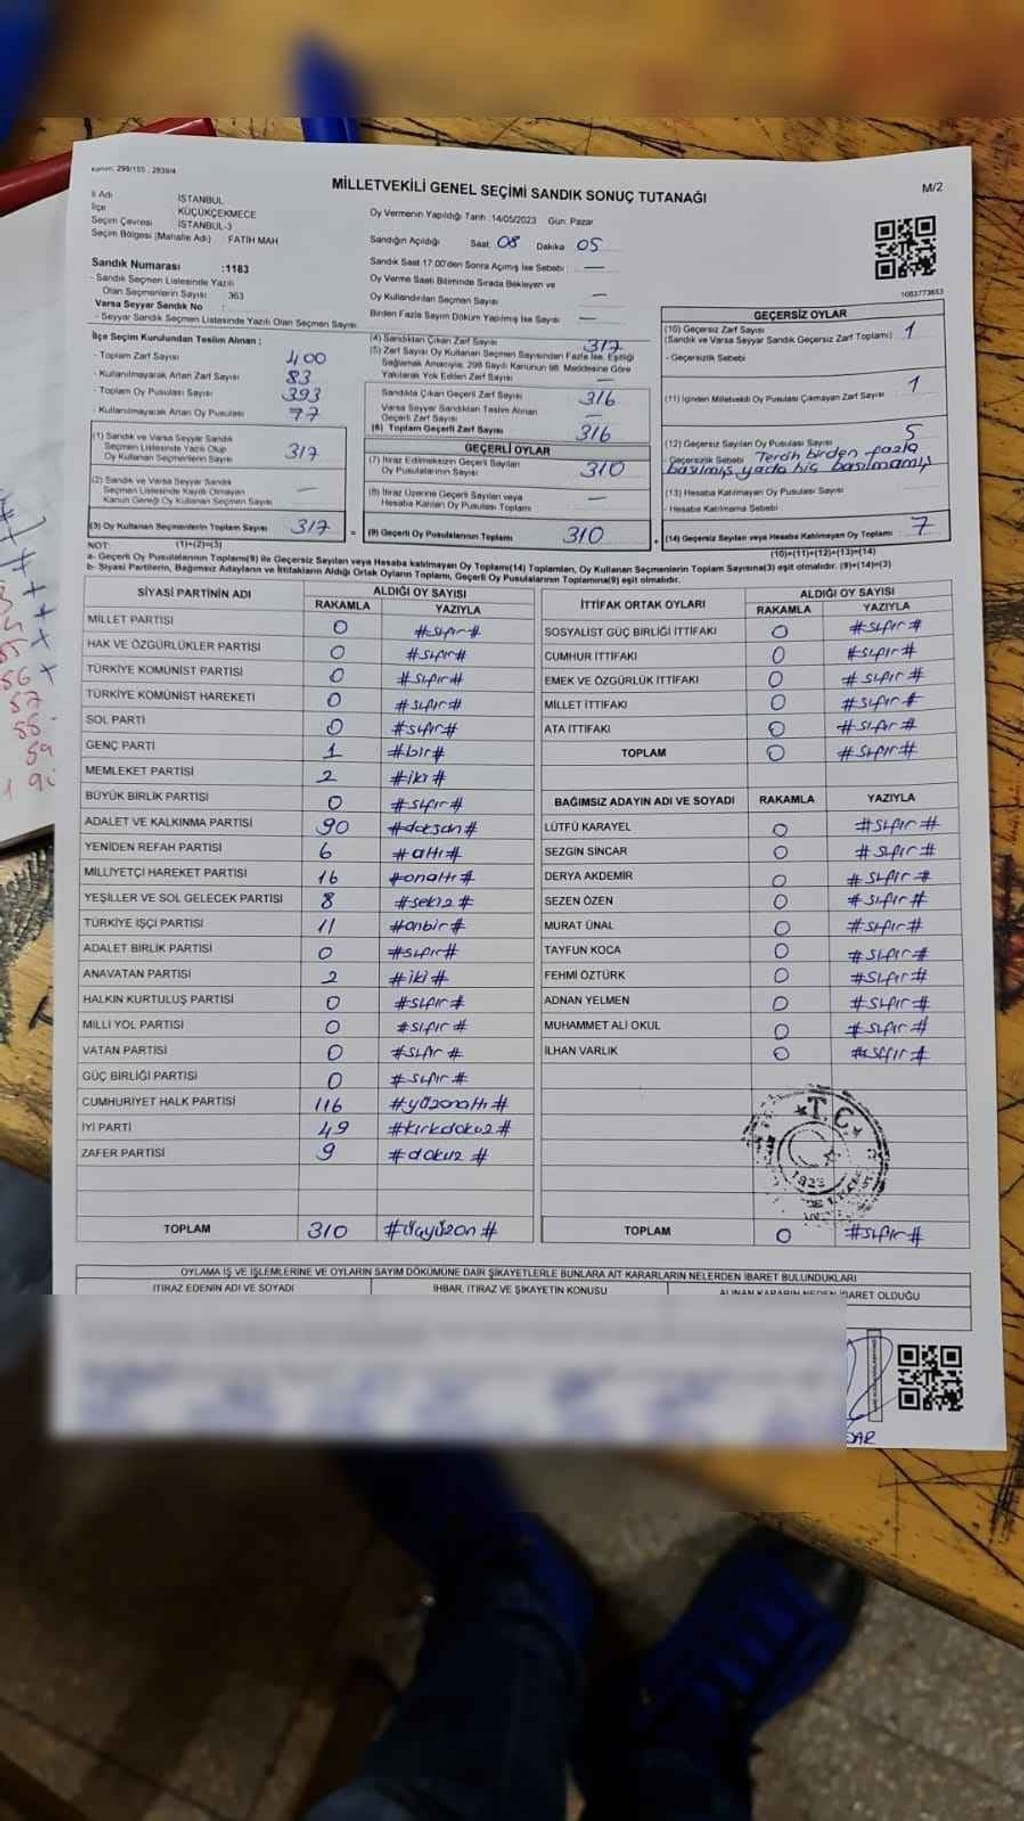 MİLLETVEKİLİ GENEL SEÇİMİ SANDIK SONUÇ TUTANAĞI
M/2
İl Adı İSTANBUL
İlçe KÜÇÜKÇEKMECE
Seçim Çevresi İSTANBUL-3
Seçim Bölgesi (Mahalle Adı) FATİH MAH
Sandık Numarası :1183
- Sandık Seçmen Listesinde Yazılı
Olan Seçmenlerin Sayısı 363
Varsa Seyyar Sandık No
- Seyyar Sandık Seçmen Listesinde Yazılı Olan Seçmen Sayısı
Oy Vermenin Yapıldığı Tarih :14/05/2023 Gün: Pazar
Sandığın Açıldığı Saat: 08 Dakika 05
Sandık Saat 17.00'den Sonra Açılmış İse Sebebi —
Oy Verme Saati Bitiminde Sırada Bekleyen ve
Oy Kullandırılan Seçmen Sayısı —
Birden Fazla Sayım Döküm Yapılmış İse Sayısı —
1083773653
İlçe Seçim Kurulundan Teslim Alınan ;
- Toplam Zarf Sayısı 400
- Kullanılmayarak Artan Zarf Sayısı 83
- Toplam Oy Pusulası Sayısı 393
- Kullanılmayarak Artan Oy Pusulası 77
(1) Sandık ve Varsa Seyyar Sandık
Seçmen Listesinde Yazılı Olup
Oy Kullanan Seçmenlerin Sayısı 317
(2) Sandık ve Varsa Seyyar Sandık
Seçmen Listesinde Kayıtlı Olmayan
Kanun Gereği Oy Kullanan Seçmen Sayısı —
(3) Oy Kullanan Seçmenlerin Toplam Sayısı 317 =
(4) Sandıktan Çıkan Zarf Sayısı 317
(5) Zarf Sayısı Oy Kullanan Seçmen Sayısından Fazla İse, Eşitliği
Sağlamak Amacıyla, 298 Sayılı Kanunun 98. Maddesine Göre
Yakılarak Yok Edilen Zarf Sayısı —
Sandıkta Çıkan Geçerli Zarf Sayısı 316
Varsa Seyyar Sandıktan Teslim Alınan
Geçerli Zarf Sayısı —
(6) Toplam Geçerli Zarf Sayısı 316
GEÇERLİ OYLAR
(7) İtiraz Edilmeksizin Geçerli Sayılan
Oy Pusulalarının Sayısı 310
(8) İtiraz Üzerine Geçerli Sayılan veya
Hesaba Katılan Oy Pusulaları Toplamı —
(9) Geçerli Oy Pusulalarının Toplamı 310 +
GEÇERSİZ OYLAR
(10) Geçersiz Zarf Sayısı 1
(Sandık ve Varsa Seyyar Sandık Geçersiz Zarf Toplamı)
- Geçersizlik Sebebi
(11) İçinden Milletvekili Oy Pusulası Çıkmayan Zarf Sayısı 1
(12) Geçersiz Sayılan Oy Pusulası Sayısı 5
- Geçersizlik Sebebi Tercih birden fazla
basılmış yada hiç basılmamış
(13) Hesaba Katılmayan Oy Pusulası Sayısı
- Hesaba Katılmama Sebebi
(14) Geçersiz Sayılan veya Hesaba Katılmayan Oy Toplamı 7
NOT: (1)+(2)=(3) (10)+(11)+(12)+(13)=(14)
a- Geçerli Oy Pusulalarının Toplamı(9) ile Geçersiz Sayılan veya Hesaba katılmayan Oy Toplamı(14) Toplamları, Oy Kullanan Seçmenlerin Toplam Sayısına(3) eşit olmalıdır. (9)+(14)=(3)
b- Siyasi Partilerin, Bağımsız Adayların ve İttifakların Aldığı Ortak Oyların Toplamı, Geçerli Oy Pusulalarının Toplamına(9) eşit olmalıdır.
SİYASİ PARTİNİN ADI ALDIĞI OY SAYISI
RAKAMLA YAZIYLA
MİLLET PARTİSİ 0 #sıfır#
HAK VE ÖZGÜRLÜKLER PARTİSİ 0 #sıfır#
TÜRKİYE KOMÜNİST PARTİSİ 0 #sıfır#
TÜRKİYE KOMÜNİST HAREKETİ 0 #sıfır#
SOL PARTİ 0 #sıfır#
GENÇ PARTİ 1 #bir#
MEMLEKET PARTİSİ 2 #iki#
BÜYÜK BİRLİK PARTİSİ 0 #sıfır#
ADALET VE KALKINMA PARTİSİ 90 #doksan#
YENİDEN REFAH PARTİSİ 6 #altı#
MİLLİYETÇİ HAREKET PARTİSİ 16 #onaltı#
YEŞİLLER VE SOL GELECEK PARTİSİ 8 #sekiz#
TÜRKİYE İŞÇİ PARTİSİ 11 #onbir#
ADALET BİRLİK PARTİSİ 0 #sıfır#
ANAVATAN PARTİSİ 2 #iki#
HALKIN KURTULUŞ PARTİSİ 0 #sıfır#
MİLLİ YOL PARTİSİ 0 #sıfır#
VATAN PARTİSİ 0 #sıfır#
GÜÇ BİRLİĞİ PARTİSİ 0 #sıfır#
CUMHURİYET HALK PARTİSİ 116 #yüzonaltı#
İYİ PARTİ 49 #kırkdokuz#
ZAFER PARTİSİ 9 #dokuz#
TOPLAM 310 #Üçyüzon#
İTTİFAK ORTAK OYLARI ALDIĞI OY SAYISI
RAKAMLA YAZIYLA
SOSYALİST GÜÇ BİRLİĞİ İTTİFAKI 0 #sıfır#
CUMHUR İTTİFAKI 0 #sıfır#
EMEK VE ÖZGÜRLÜK İTTİFAKI 0 #sıfır#
MİLLET İTTİFAKI 0 #sıfır#
ATA İTTİFAKI 0 #sıfır#
TOPLAM 0 #sıfır#
BAĞIMSIZ ADAYIN ADI VE SOYADI RAKAMLA YAZIYLA
LÜTFÜ KARAYEL 0 #sıfır#
SEZGİN SİNCAR 0 #sıfır#
DERYA AKDEMİR 0 #sıfır#
SEZEN ÖZEN 0 #sıfır#
MURAT ÜNAL 0 #sıfır#
TAYFUN KOCA 0 #sıfır#
FEHMİ ÖZTÜRK 0 #sıfır#
ADNAN YELMEN 0 #sıfır#
MUHAMMET ALİ OKUL 0 #sıfır#
İLHAN VARLIK 0 #sıfır#
T.C.
1923
TOPLAM 0 #sıfır#
OYLAMA İŞ VE İŞLEMLERİNE VE OYLARIN SAYIM DÖKÜMÜNE DAİR ŞİKAYETLERLE BUNLARA AİT KARARLARIN NELERDEN İBARET BULUNDUKLARI
İTİRAZ EDENİN ADI VE SOYADI İHBAR, İTİRAZ VE ŞİKAYETİN KONUSU ALINAN KARARIN NEDEN İBARET OLDUĞU